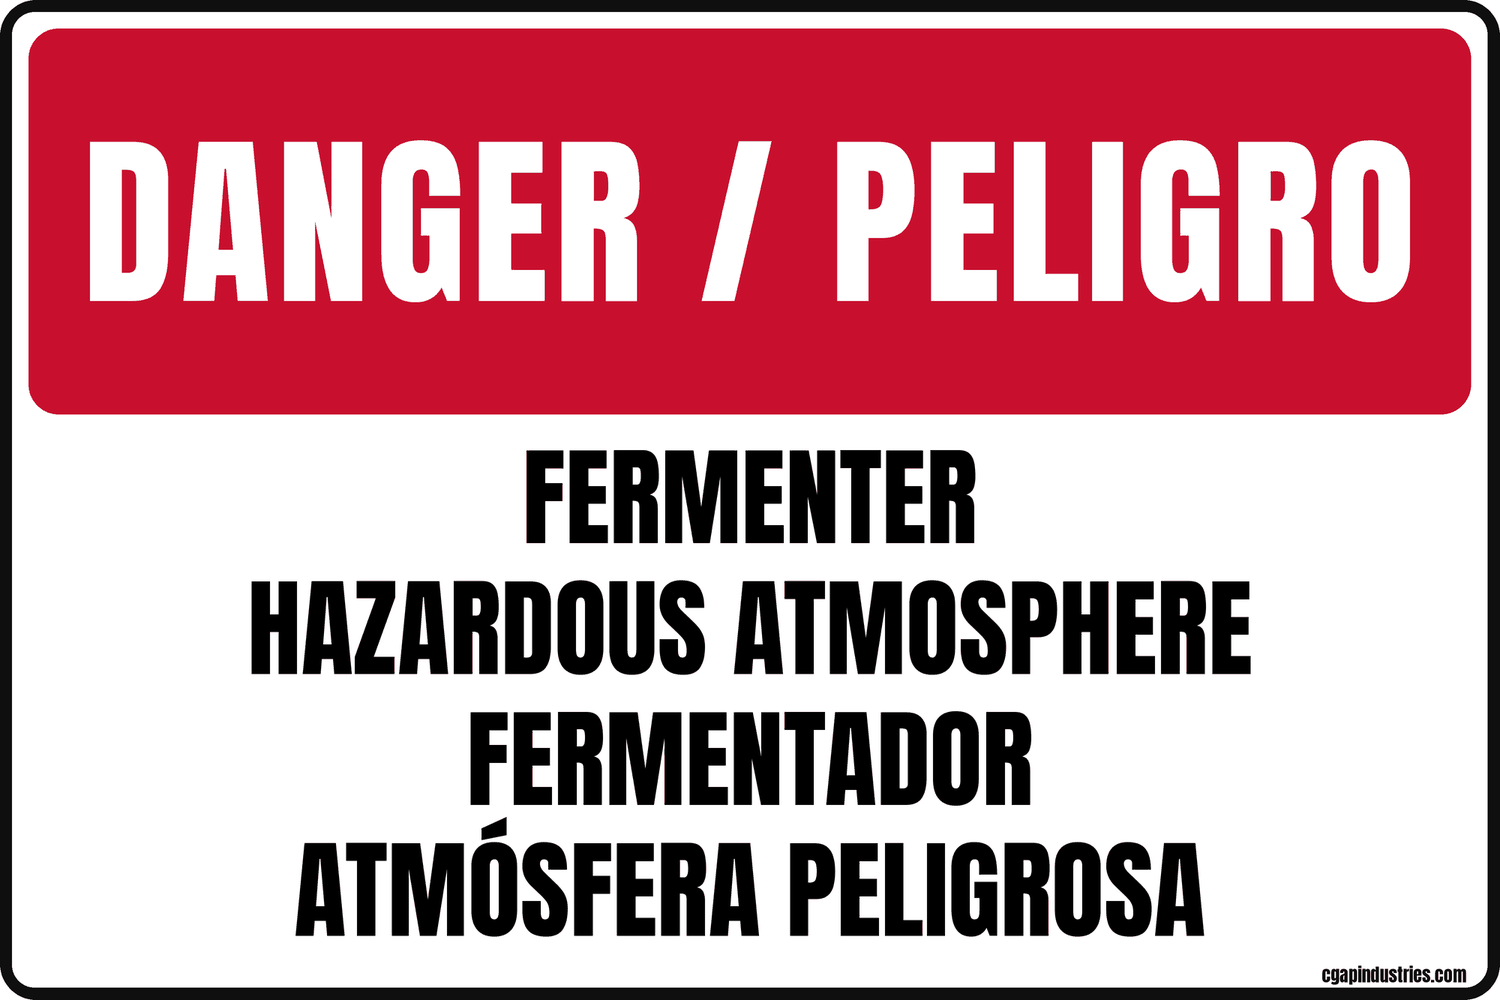 DANGER / PELIGRO
FERMENTER
HAZARDOUS ATMOSPHERE
FERMENTADOR
ATMÓSFERA PELIGROSA
cgapindustries.com